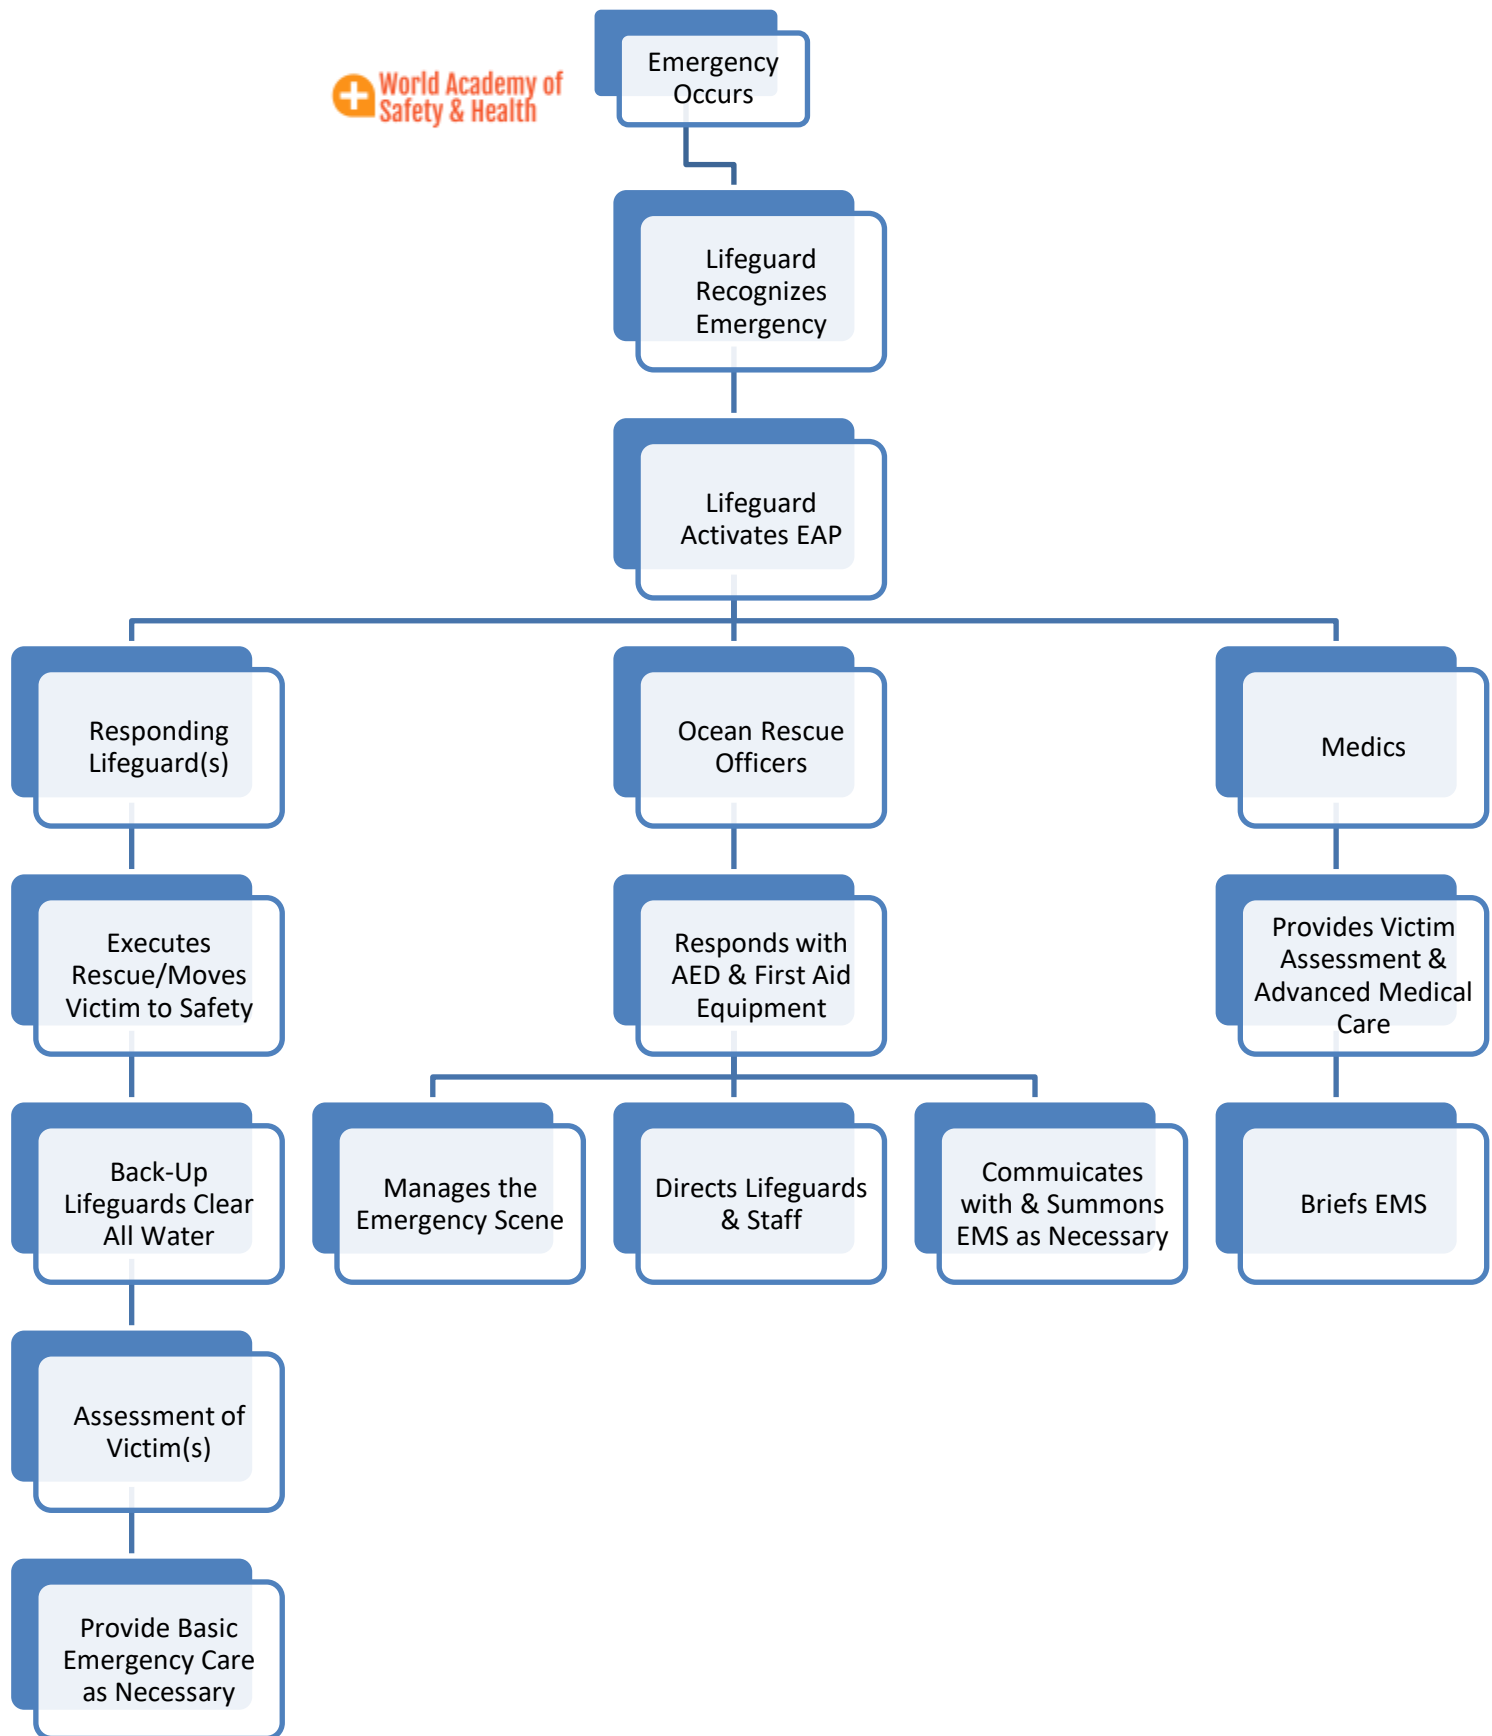 World Academy of
Safety & Health
Emergency
Occurs
Lifeguard
Recognizes
Emergency
Lifeguard
Activates EAP
Responding
Lifeguard(s)
Ocean Rescue
Officers
Medics
Executes
Rescue/Moves
Victim to Safety
Responds with
AED & First Aid
Equipment
Provides Victim
Assessment &
Advanced Medical
Care
Back-Up
Lifeguards Clear
All Water
Manages the
Emergency Scene
Directs Lifeguards
& Staff
Commuicates
with & Summons
EMS as Necessary
Briefs EMS
Assessment of
Victim(s)
Provide Basic
Emergency Care
as Necessary